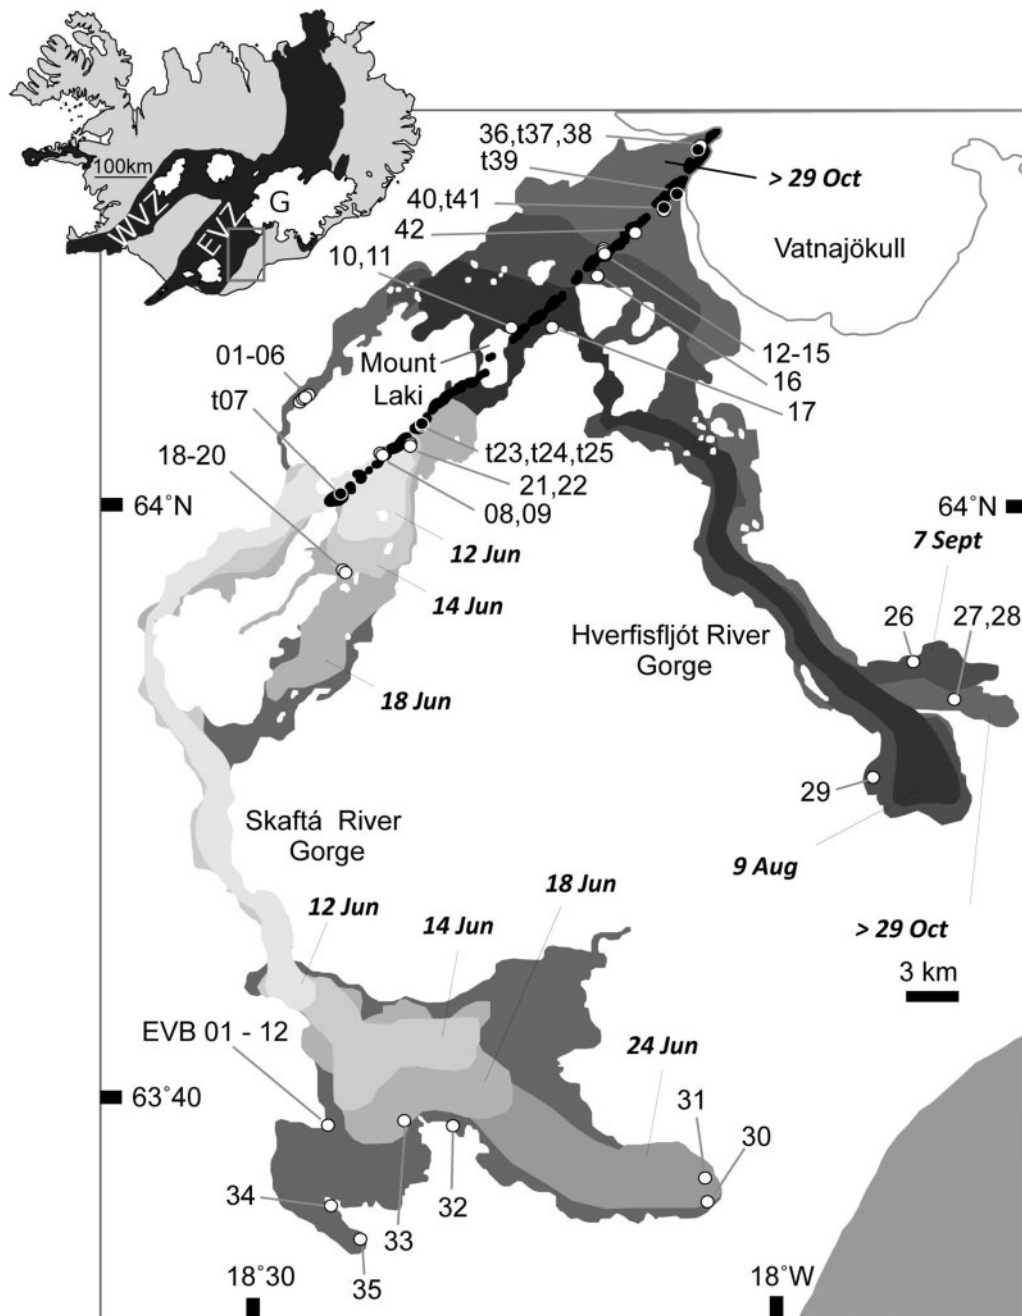 100km
WVZ
EVZ
G
36,t37,38
t39
> 29 Oct
40,t41
42
Vatnajökull
10,11
12-15
16
17
01-06
Mount
Laki
t07
t23,t24,t25
18-20
21,22
08,09
64˚N
64˚N
12 Jun
7 Sept
14 Jun
26
27,28
Hverfisfljót River
Gorge
18 Jun
29
Skaftá River
Gorge
9 Aug
18 Jun
12 Jun
14 Jun
> 29 Oct
3 km
EVB 01 - 12
24 Jun
63˚40
31
30
34
32
33
35
18˚30
18˚W